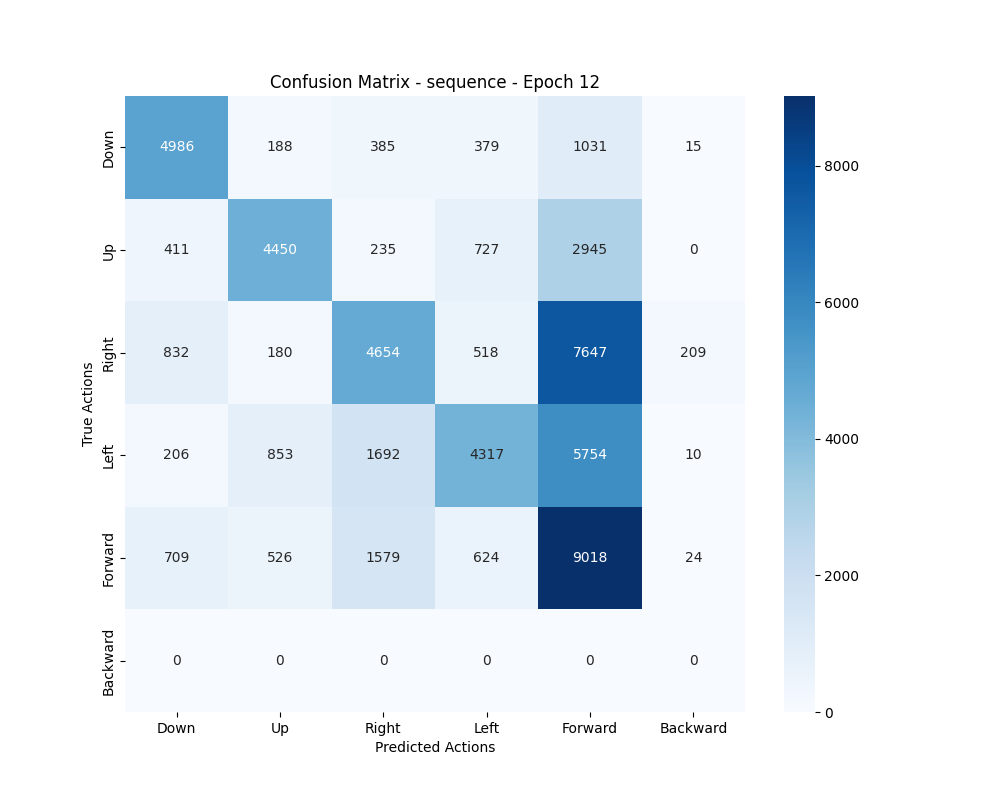 Confusion Matrix - sequence - Epoch 12
True Actions
Down 4986 188 385 379 1031 15
Up 411 4450 235 727 2945 0
Right 832 180 4654 518 7647 209
Left 206 853 1692 4317 5754 10
Forward 709 526 1579 624 9018 24
Backward 0 0 0 0 0 0
Down Up Right Left Forward Backward
Predicted Actions
8000
6000
4000
2000
0